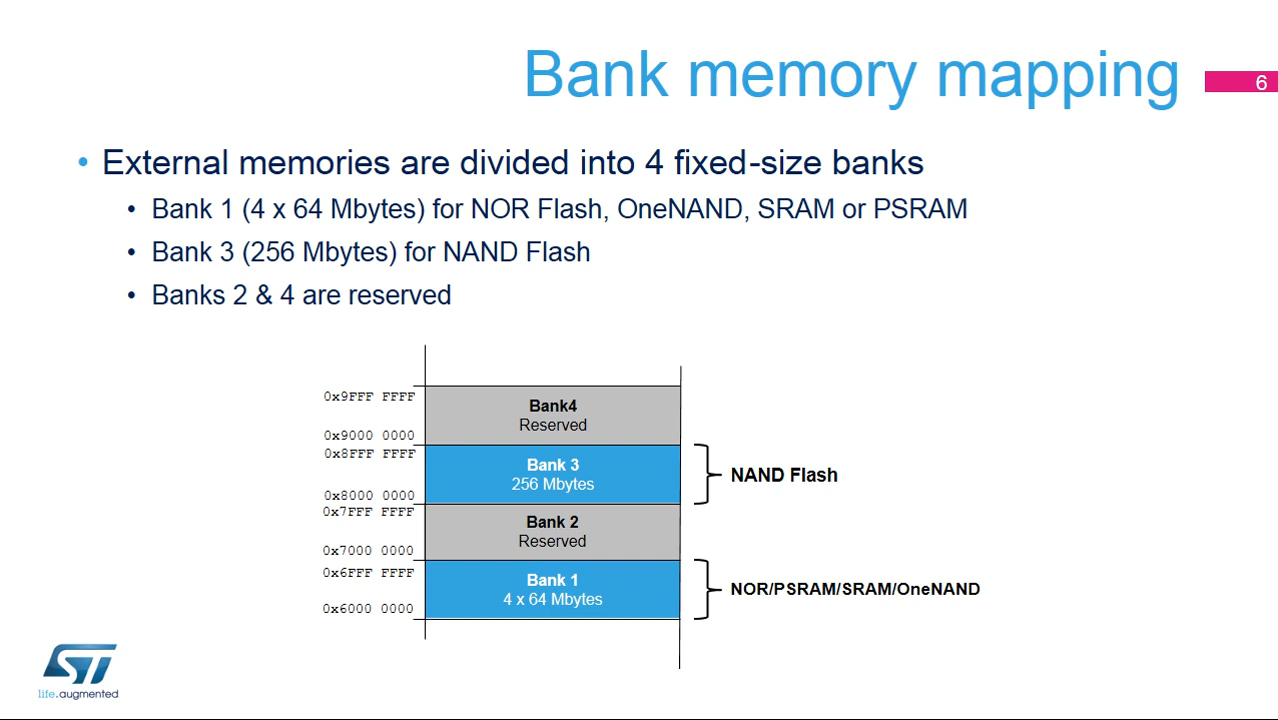 Bank memory mapping
6
• External memories are divided into 4 fixed-size banks
• Bank 1 (4 x 64 Mbytes) for NOR Flash, OneNAND, SRAM or PSRAM
• Bank 3 (256 Mbytes) for NAND Flash
• Banks 2 & 4 are reserved
0x9FFF FFFF
Bank4
Reserved
0x9000 0000
0x8FFF FFFF
Bank 3
256 Mbytes
NAND Flash
0x8000 0000
0x7FFF FFFF
Bank 2
Reserved
0x7000 0000
0x6FFF FFFF
Bank 1
4 x 64 Mbytes
NOR/PSRAM/SRAM/OneNAND
0x6000 0000
ST
life.augmented